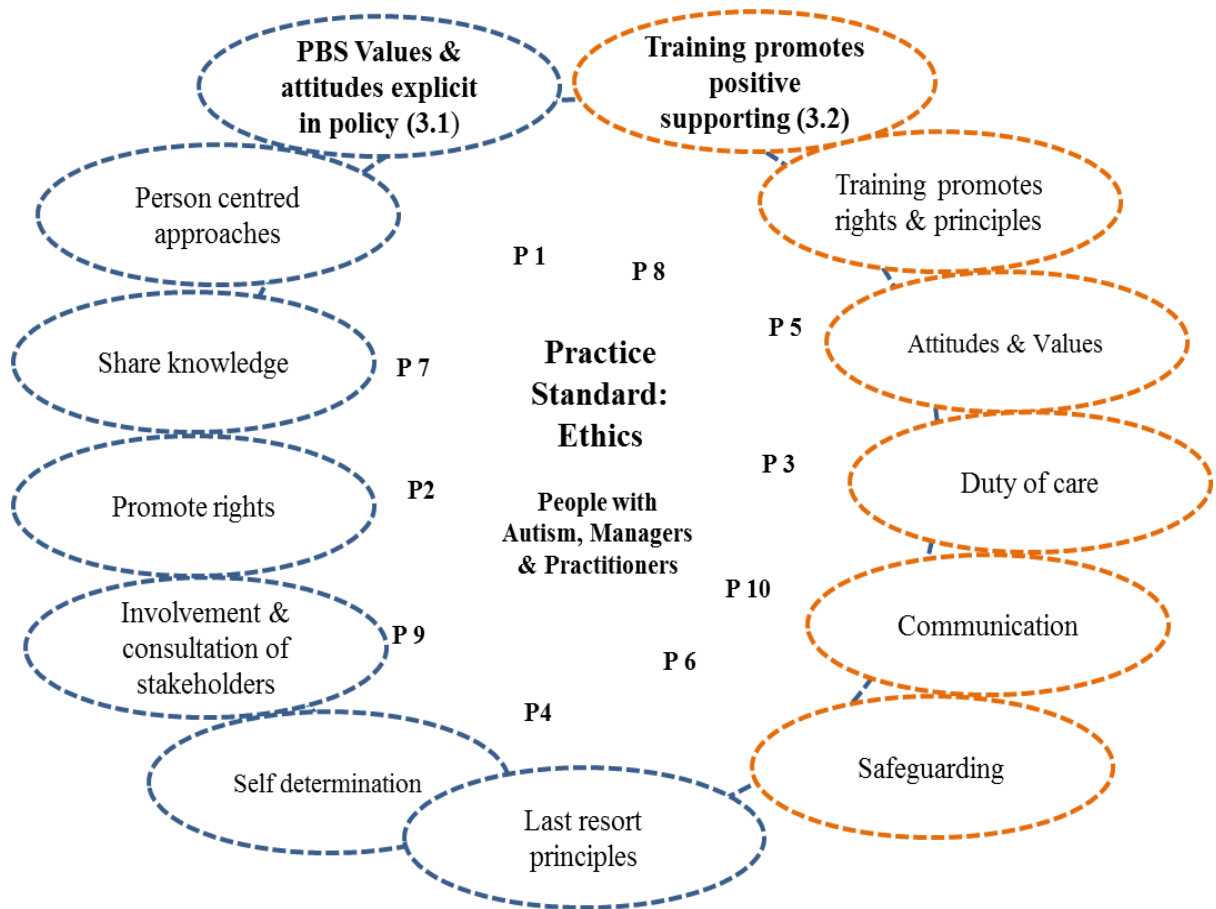 PBS Values &
attitudes explicit
in policy (3.1)
Training promotes
positive
supporting (3.2)
Person centred
approaches
Training promotes
rights & principles
P 1
P 8
Share knowledge
P 7
Practice
Standard:
Ethics
P 5
Attitudes & Values
Promote rights
P2
People with
Autism, Managers
& Practitioners
P 3
Duty of care
Involvement &
consultation of
stakeholders
P 9
P 10
Communication
P 6
P4
Self determination
Last resort
principles
Safeguarding